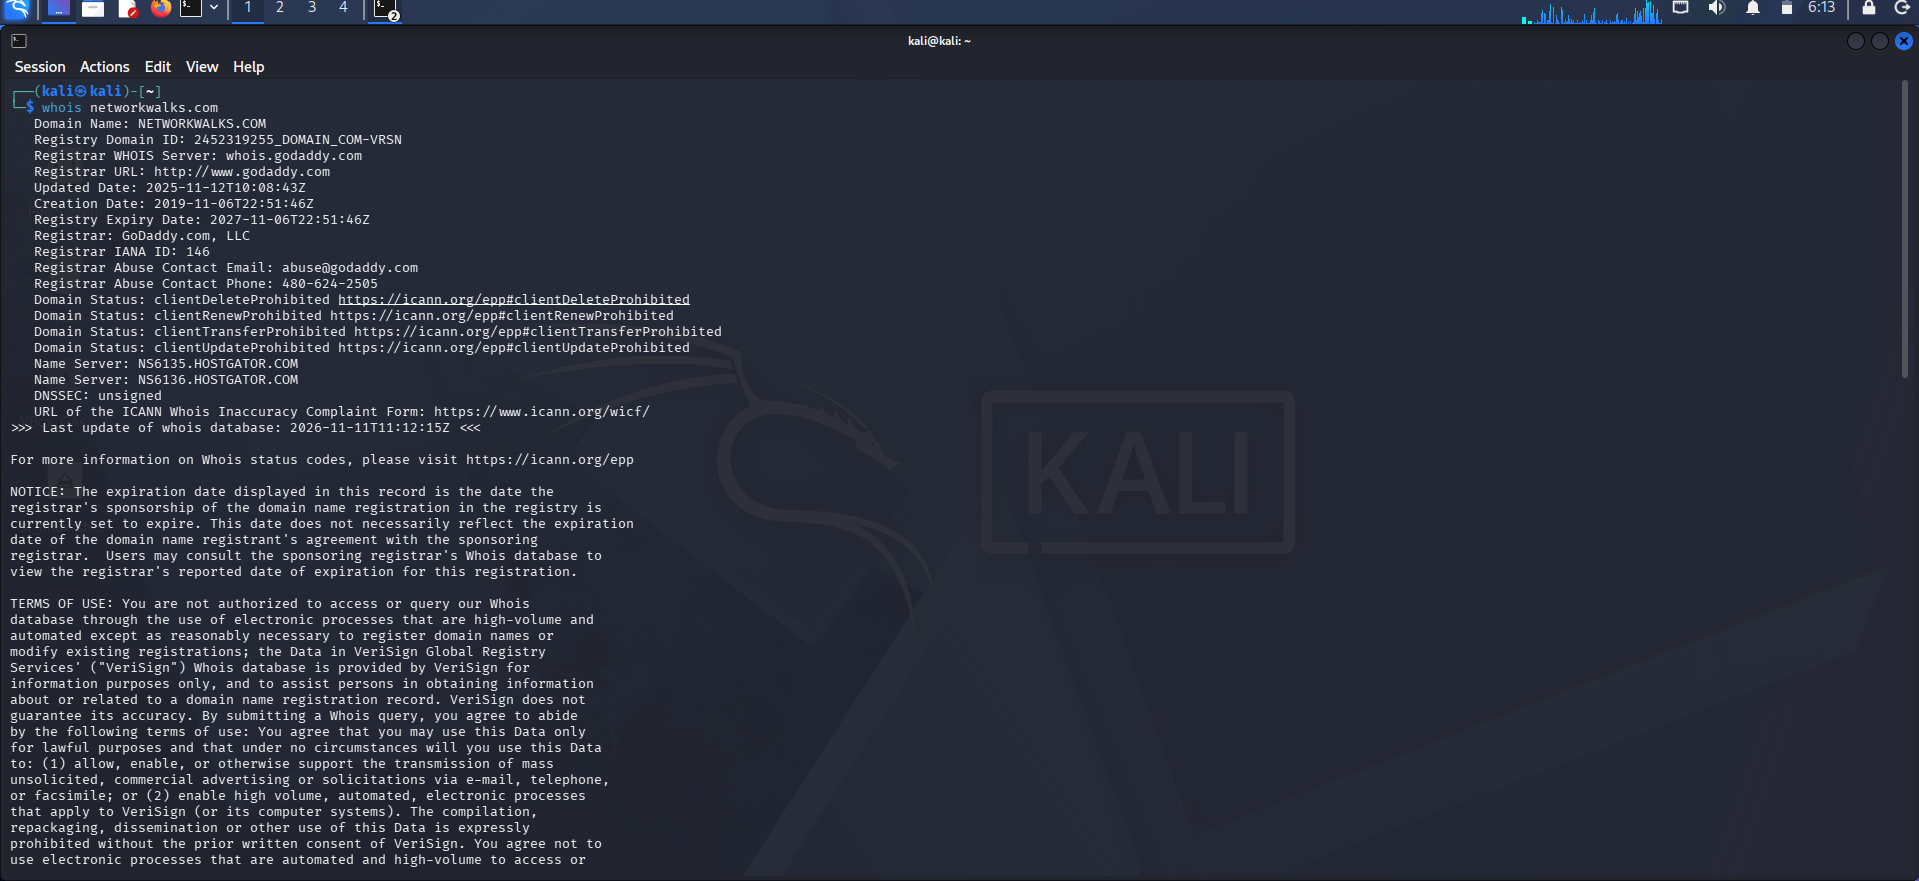 1 2 3 4 2 6:13
kali@kali: ~
Session Actions Edit View Help
(kali㉿kali)-[~]
$ whois networkwalks.com
Domain Name: NETWORKWALKS.COM
Registry Domain ID: 2452319255_DOMAIN_COM-VRSN
Registrar WHOIS Server: whois.godaddy.com
Registrar URL: http://www.godaddy.com
Updated Date: 2025-11-12T10:08:43Z
Creation Date: 2019-11-06T22:51:46Z
Registry Expiry Date: 2027-11-06T22:51:46Z
Registrar: GoDaddy.com, LLC
Registrar IANA ID: 146
Registrar Abuse Contact Email: abuse@godaddy.com
Registrar Abuse Contact Phone: 480-624-2505
Domain Status: clientDeleteProhibited https://icann.org/epp#clientDeleteProhibited
Domain Status: clientRenewProhibited https://icann.org/epp#clientRenewProhibited
Domain Status: clientTransferProhibited https://icann.org/epp#clientTransferProhibited
Domain Status: clientUpdateProhibited https://icann.org/epp#clientUpdateProhibited
Name Server: NS6135.HOSTGATOR.COM
Name Server: NS6136.HOSTGATOR.COM
DNSSEC: unsigned
URL of the ICANN Whois Inaccuracy Complaint Form: https://www.icann.org/wicf/
>>> Last update of whois database: 2026-11-11T11:12:15Z <<<
For more information on Whois status codes, please visit https://icann.org/epp
NOTICE: The expiration date displayed in this record is the date the
registrar's sponsorship of the domain name registration in the registry is
currently set to expire. This date does not necessarily reflect the expiration
date of the domain name registrant's agreement with the sponsoring
registrar.  Users may consult the sponsoring registrar's Whois database to
view the registrar's reported date of expiration for this registration.
TERMS OF USE: You are not authorized to access or query our Whois
database through the use of electronic processes that are high-volume and
automated except as reasonably necessary to register domain names or
modify existing registrations; the Data in VeriSign Global Registry
Services' ("VeriSign") Whois database is provided by VeriSign for
information purposes only, and to assist persons in obtaining information
about or related to a domain name registration record. VeriSign does not
guarantee its accuracy. By submitting a Whois query, you agree to abide
by the following terms of use: You agree that you may use this Data only
for lawful purposes and that under no circumstances will you use this Data
to: (1) allow, enable, or otherwise support the transmission of mass
unsolicited, commercial advertising or solicitations via e-mail, telephone,
or facsimile; or (2) enable high volume, automated, electronic processes
that apply to VeriSign (or its computer systems). The compilation,
repackaging, dissemination or other use of this Data is expressly
prohibited without the prior written consent of VeriSign. You agree not to
use electronic processes that are automated and high-volume to access or
KALI